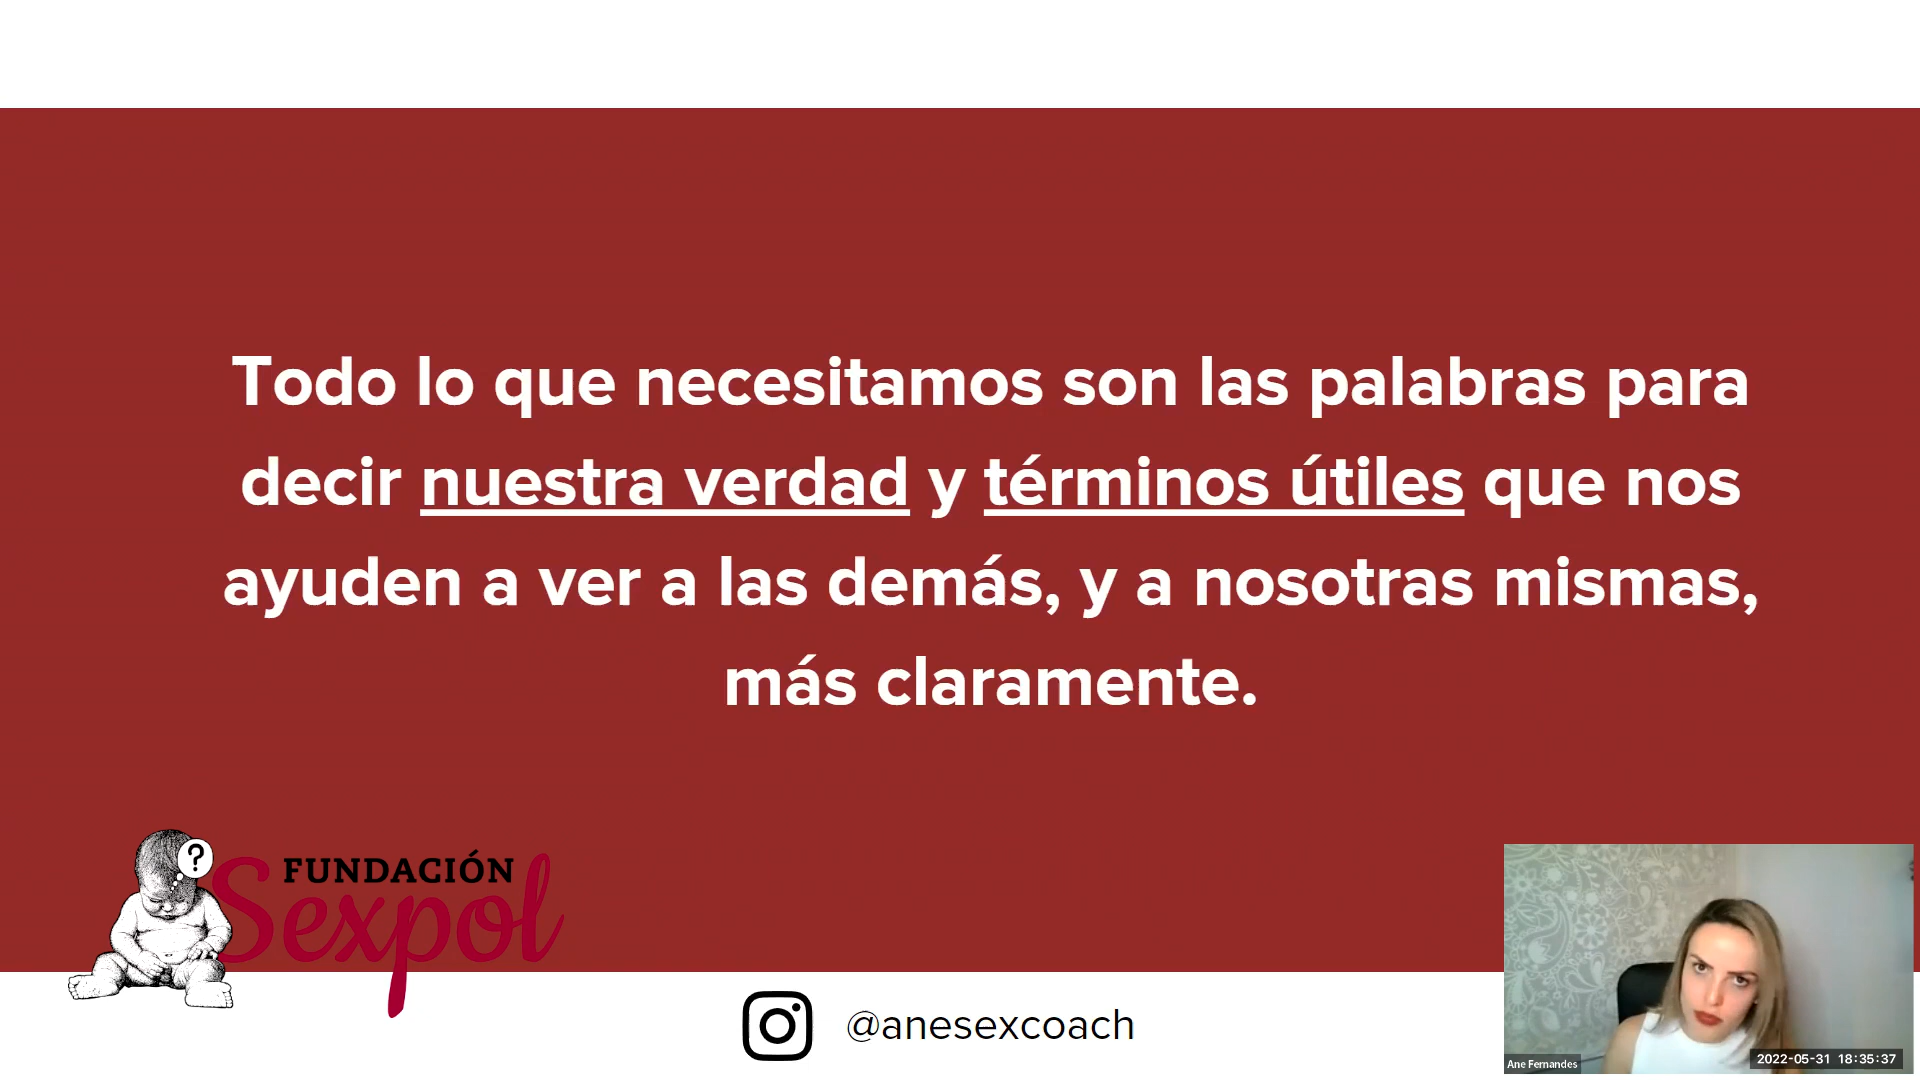 Todo lo que necesitamos son las palabras para
decir nuestra verdad y términos útiles que nos
ayuden a ver a las demás, y a nosotras mismas,
más claramente.
?
FUNDACIÓN
Sexpol
@anesexcoach
Ane Fernandes
2022-05-31 18:35:37